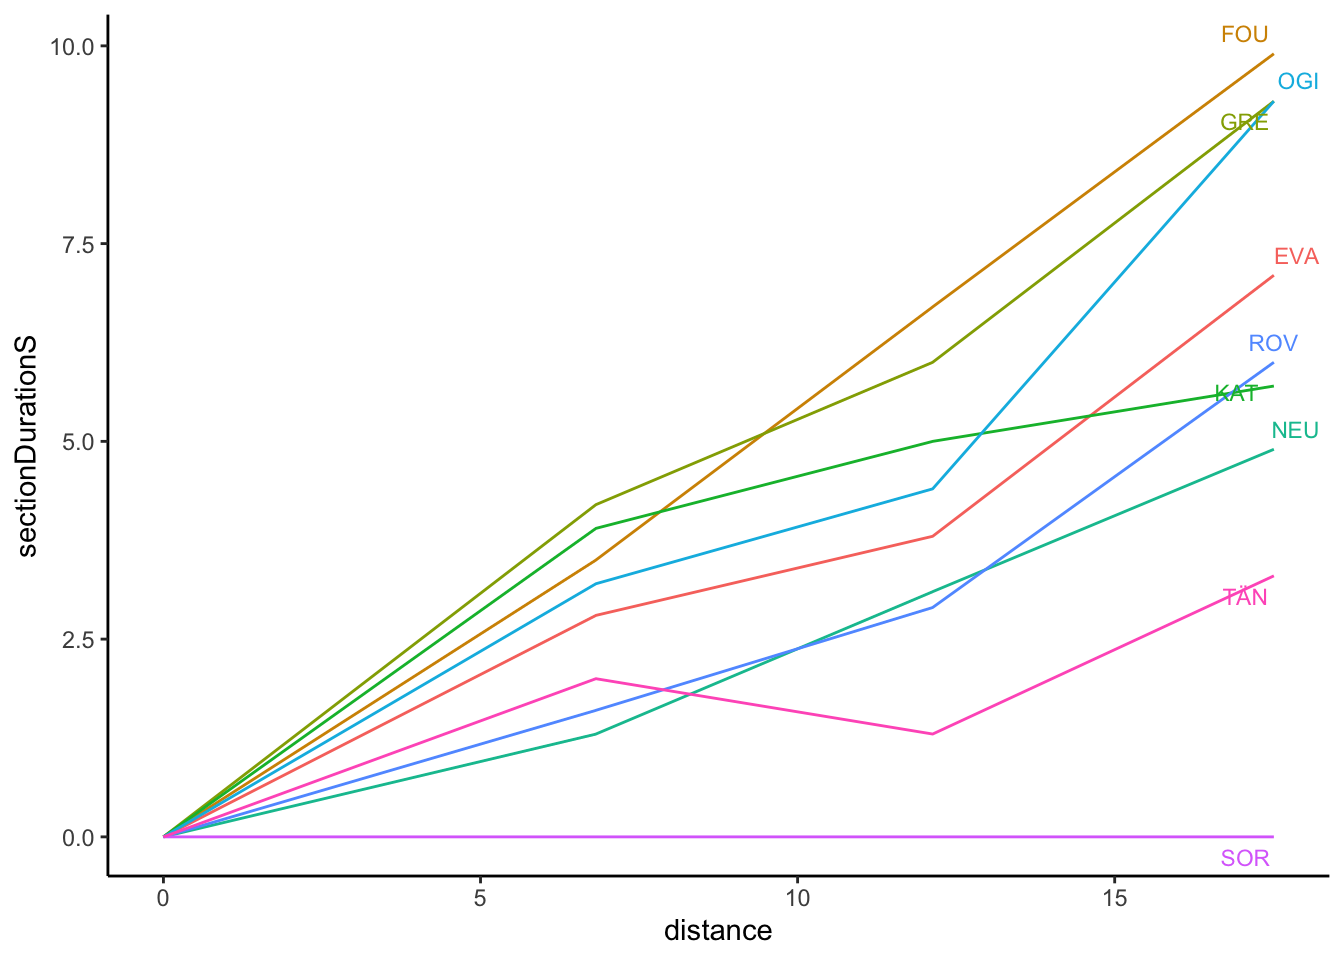 FOU
10.0
OGI
GRE
7.5
EVA
ROV
KAT
5.0
NEU
TÄN
2.5
0.0
SOR
0 5 10 15
distance
sectionDurationS